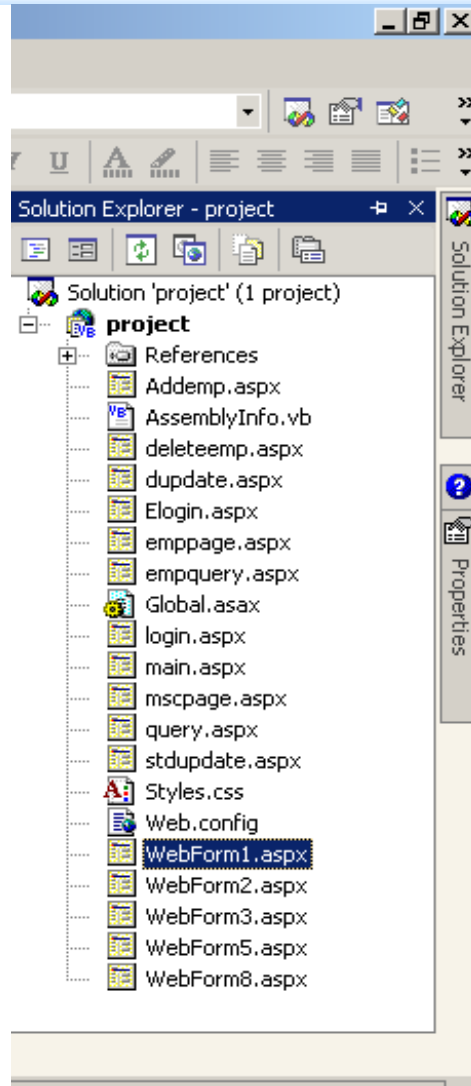 U A
Solution Explorer - project
Solution 'project' (1 project)
project
References
Addemp.aspx
AssemblyInfo.vb
deleteemp.aspx
dupdate.aspx
Elogin.aspx
emppage.aspx
empquery.aspx
Global.asax
login.aspx
main.aspx
mscpage.aspx
query.aspx
stdupdate.aspx
Styles.css
Web.config
WebForm1.aspx
WebForm2.aspx
WebForm3.aspx
WebForm5.aspx
WebForm8.aspx
Solution Explorer
Properties